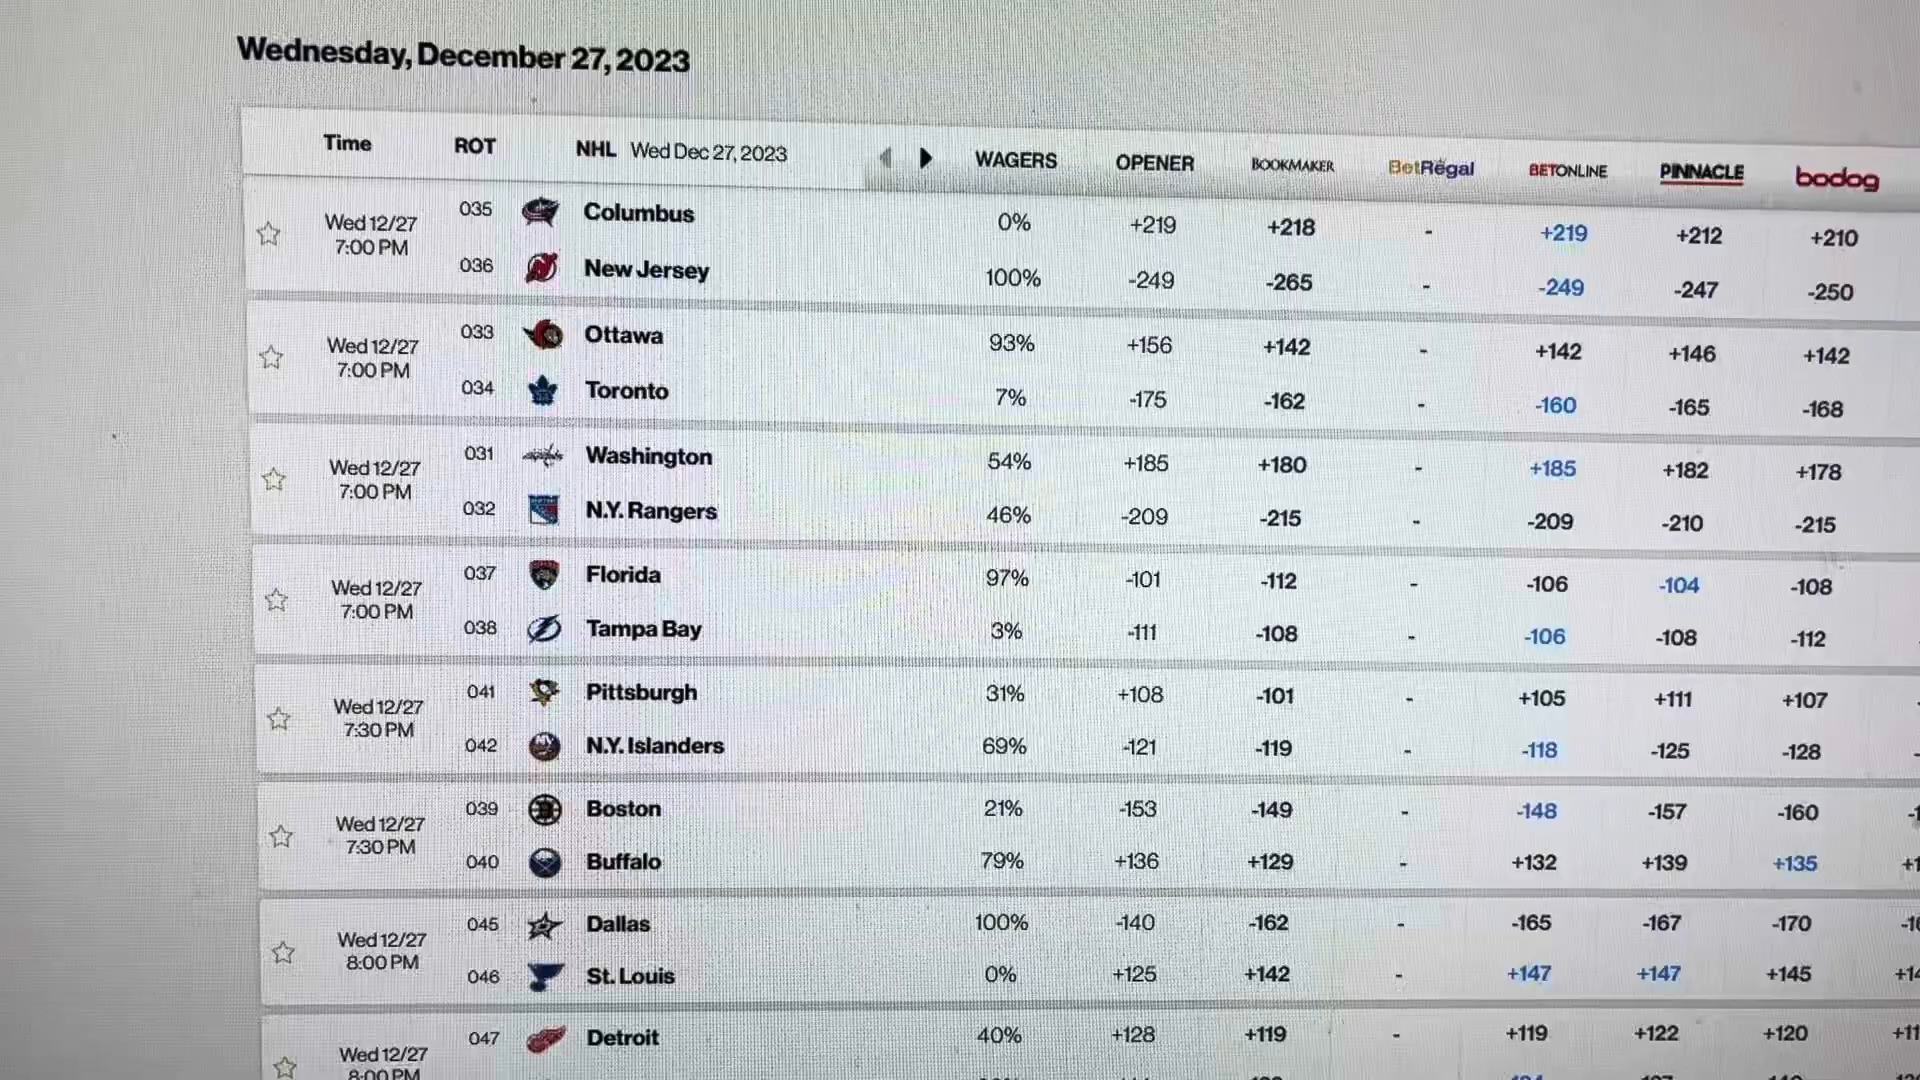 Wednesday, December 27, 2023
Time ROT NHL Wed Dec 27, 2023 WAGERS OPENER BOOKMAKER BetRegal BETONLINE PINNACLE bodog
035 Columbus 0% +219 +218 - +219 +212 +210
Wed 12/27
7:00 PM
036 New Jersey 100% -249 -265 - -249 -247 -250
033 Ottawa 93% +156 +142 - +142 +146 +142
Wed 12/27
7:00 PM
034 Toronto 7% -175 -162 - -160 -165 -168
031 Washington 54% +185 +180 - +185 +182 +178
Wed 12/27
7:00 PM
032 N.Y. Rangers 46% -209 -215 - -209 -210 -215
037 Florida 97% -101 -112 - -106 -104 -108
Wed 12/27
7:00 PM
038 Tampa Bay 3% -111 -108 - -106 -108 -112
041 Pittsburgh 31% +108 -101 - +105 +111 +107
Wed 12/27
7:30 PM
042 N.Y. Islanders 69% -121 -119 - -118 -125 -128
039 Boston 21% -153 -149 - -148 -157 -160
Wed 12/27
7:30 PM
040 Buffalo 79% +136 +129 - +132 +139 +135
045 Dallas 100% -140 -162 - -165 -167 -170
Wed 12/27
8:00 PM
046 St. Louis 0% +125 +142 - +147 +147 +145
047 Detroit 40% +128 +119 - +119 +122 +120
Wed 12/27
8:00 PM